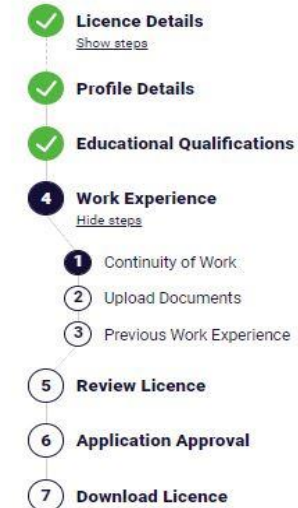 Licence Details
Show steps
Profile Details
Educational Qualifications
4 Work Experience
Hide steps
1 Continuity of Work
2 Upload Documents
3 Previous Work Experience
5 Review Licence
6 Application Approval
7 Download Licence